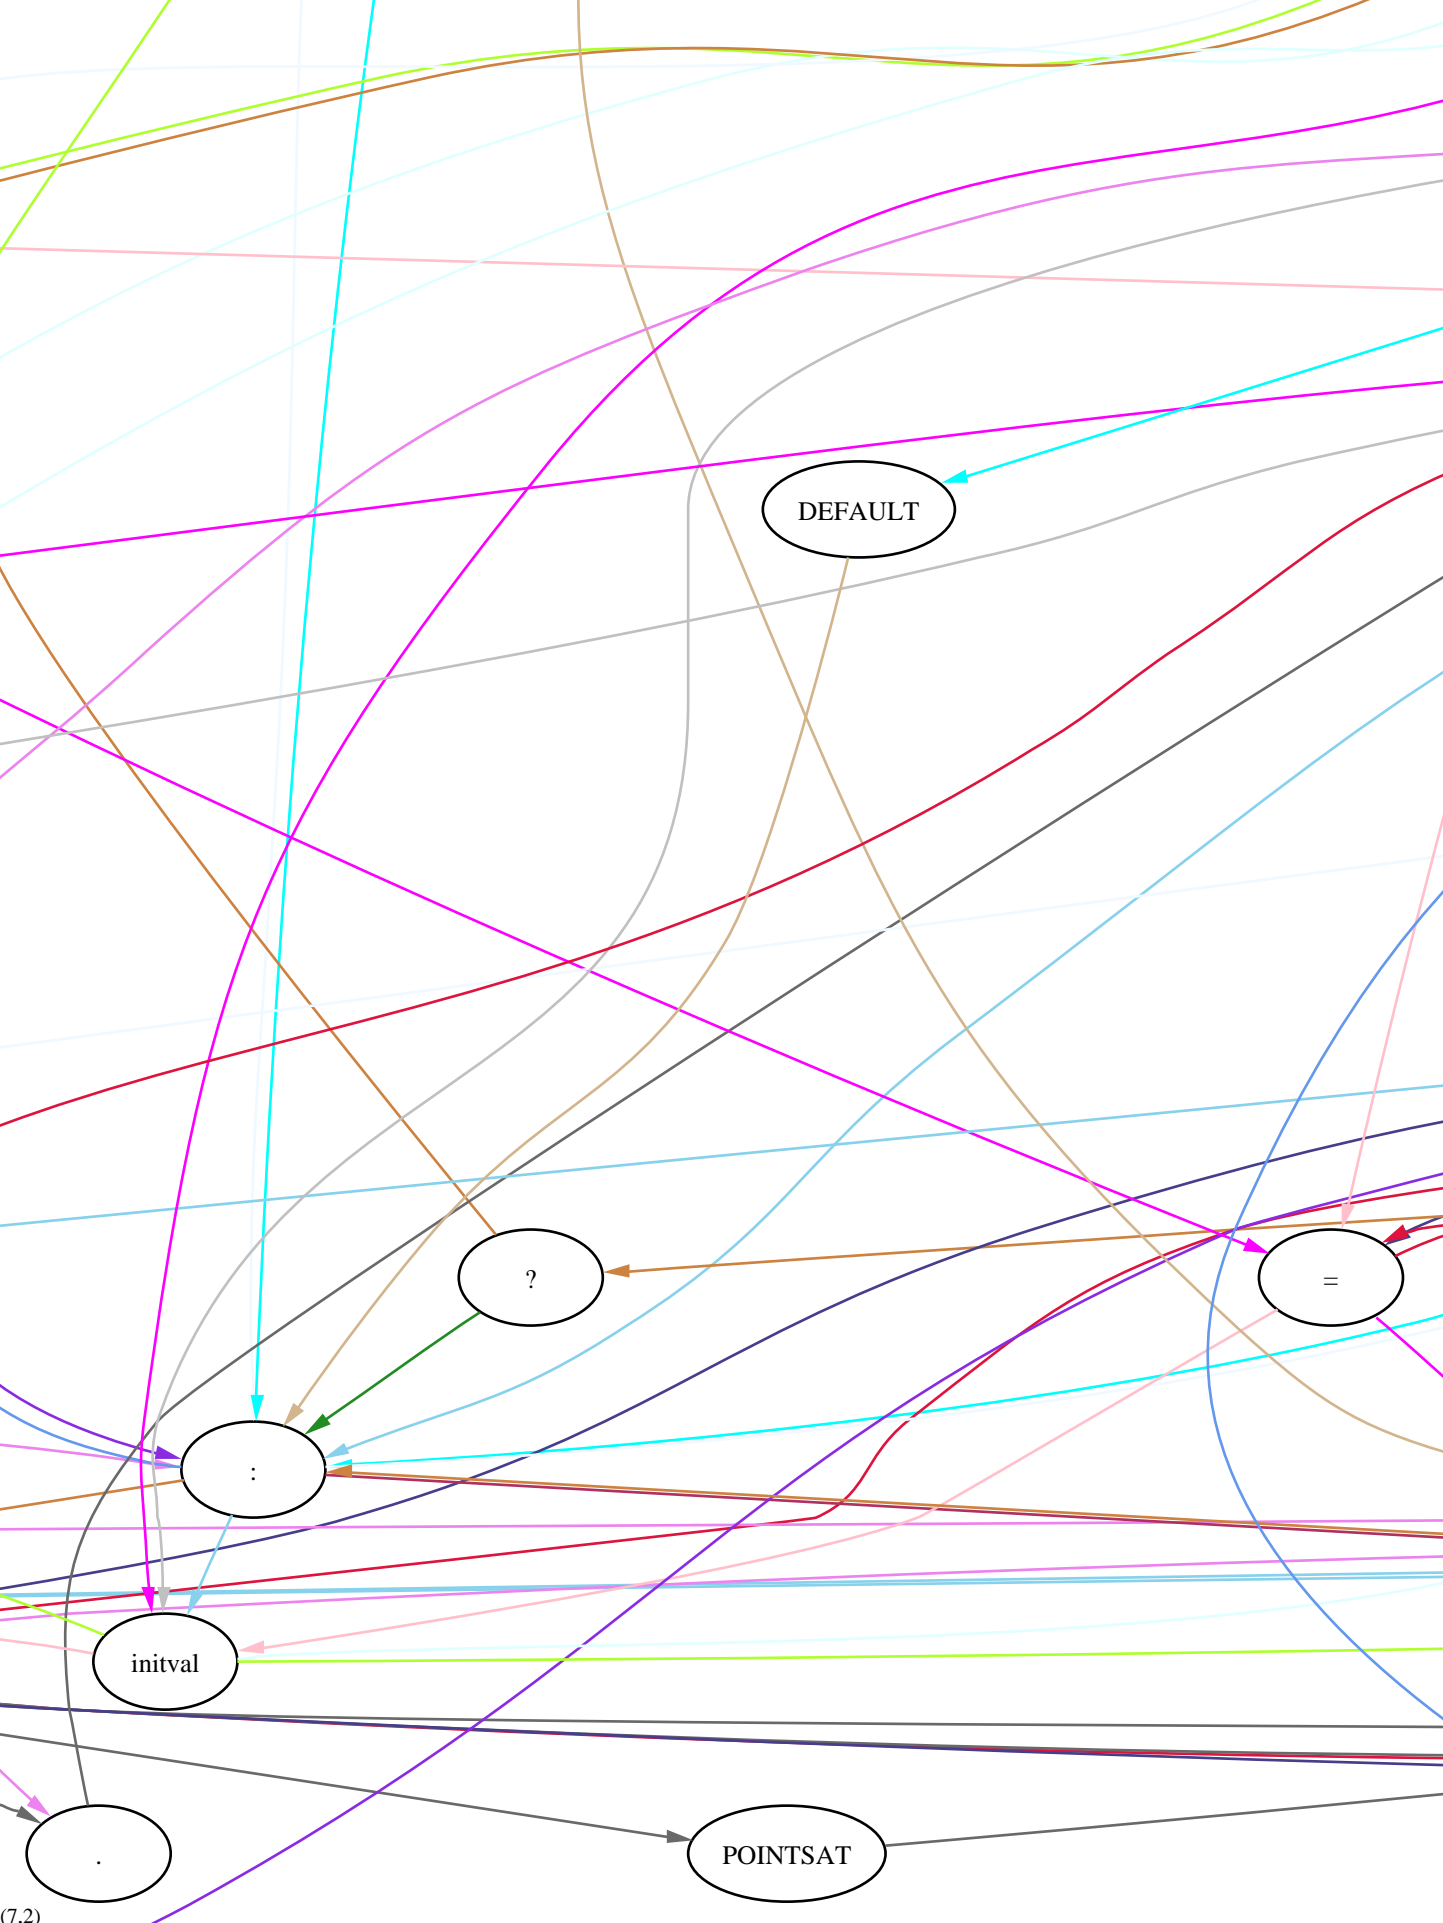 DEFAULT
?
=
:
initval
.
POINTSAT
(7,2)